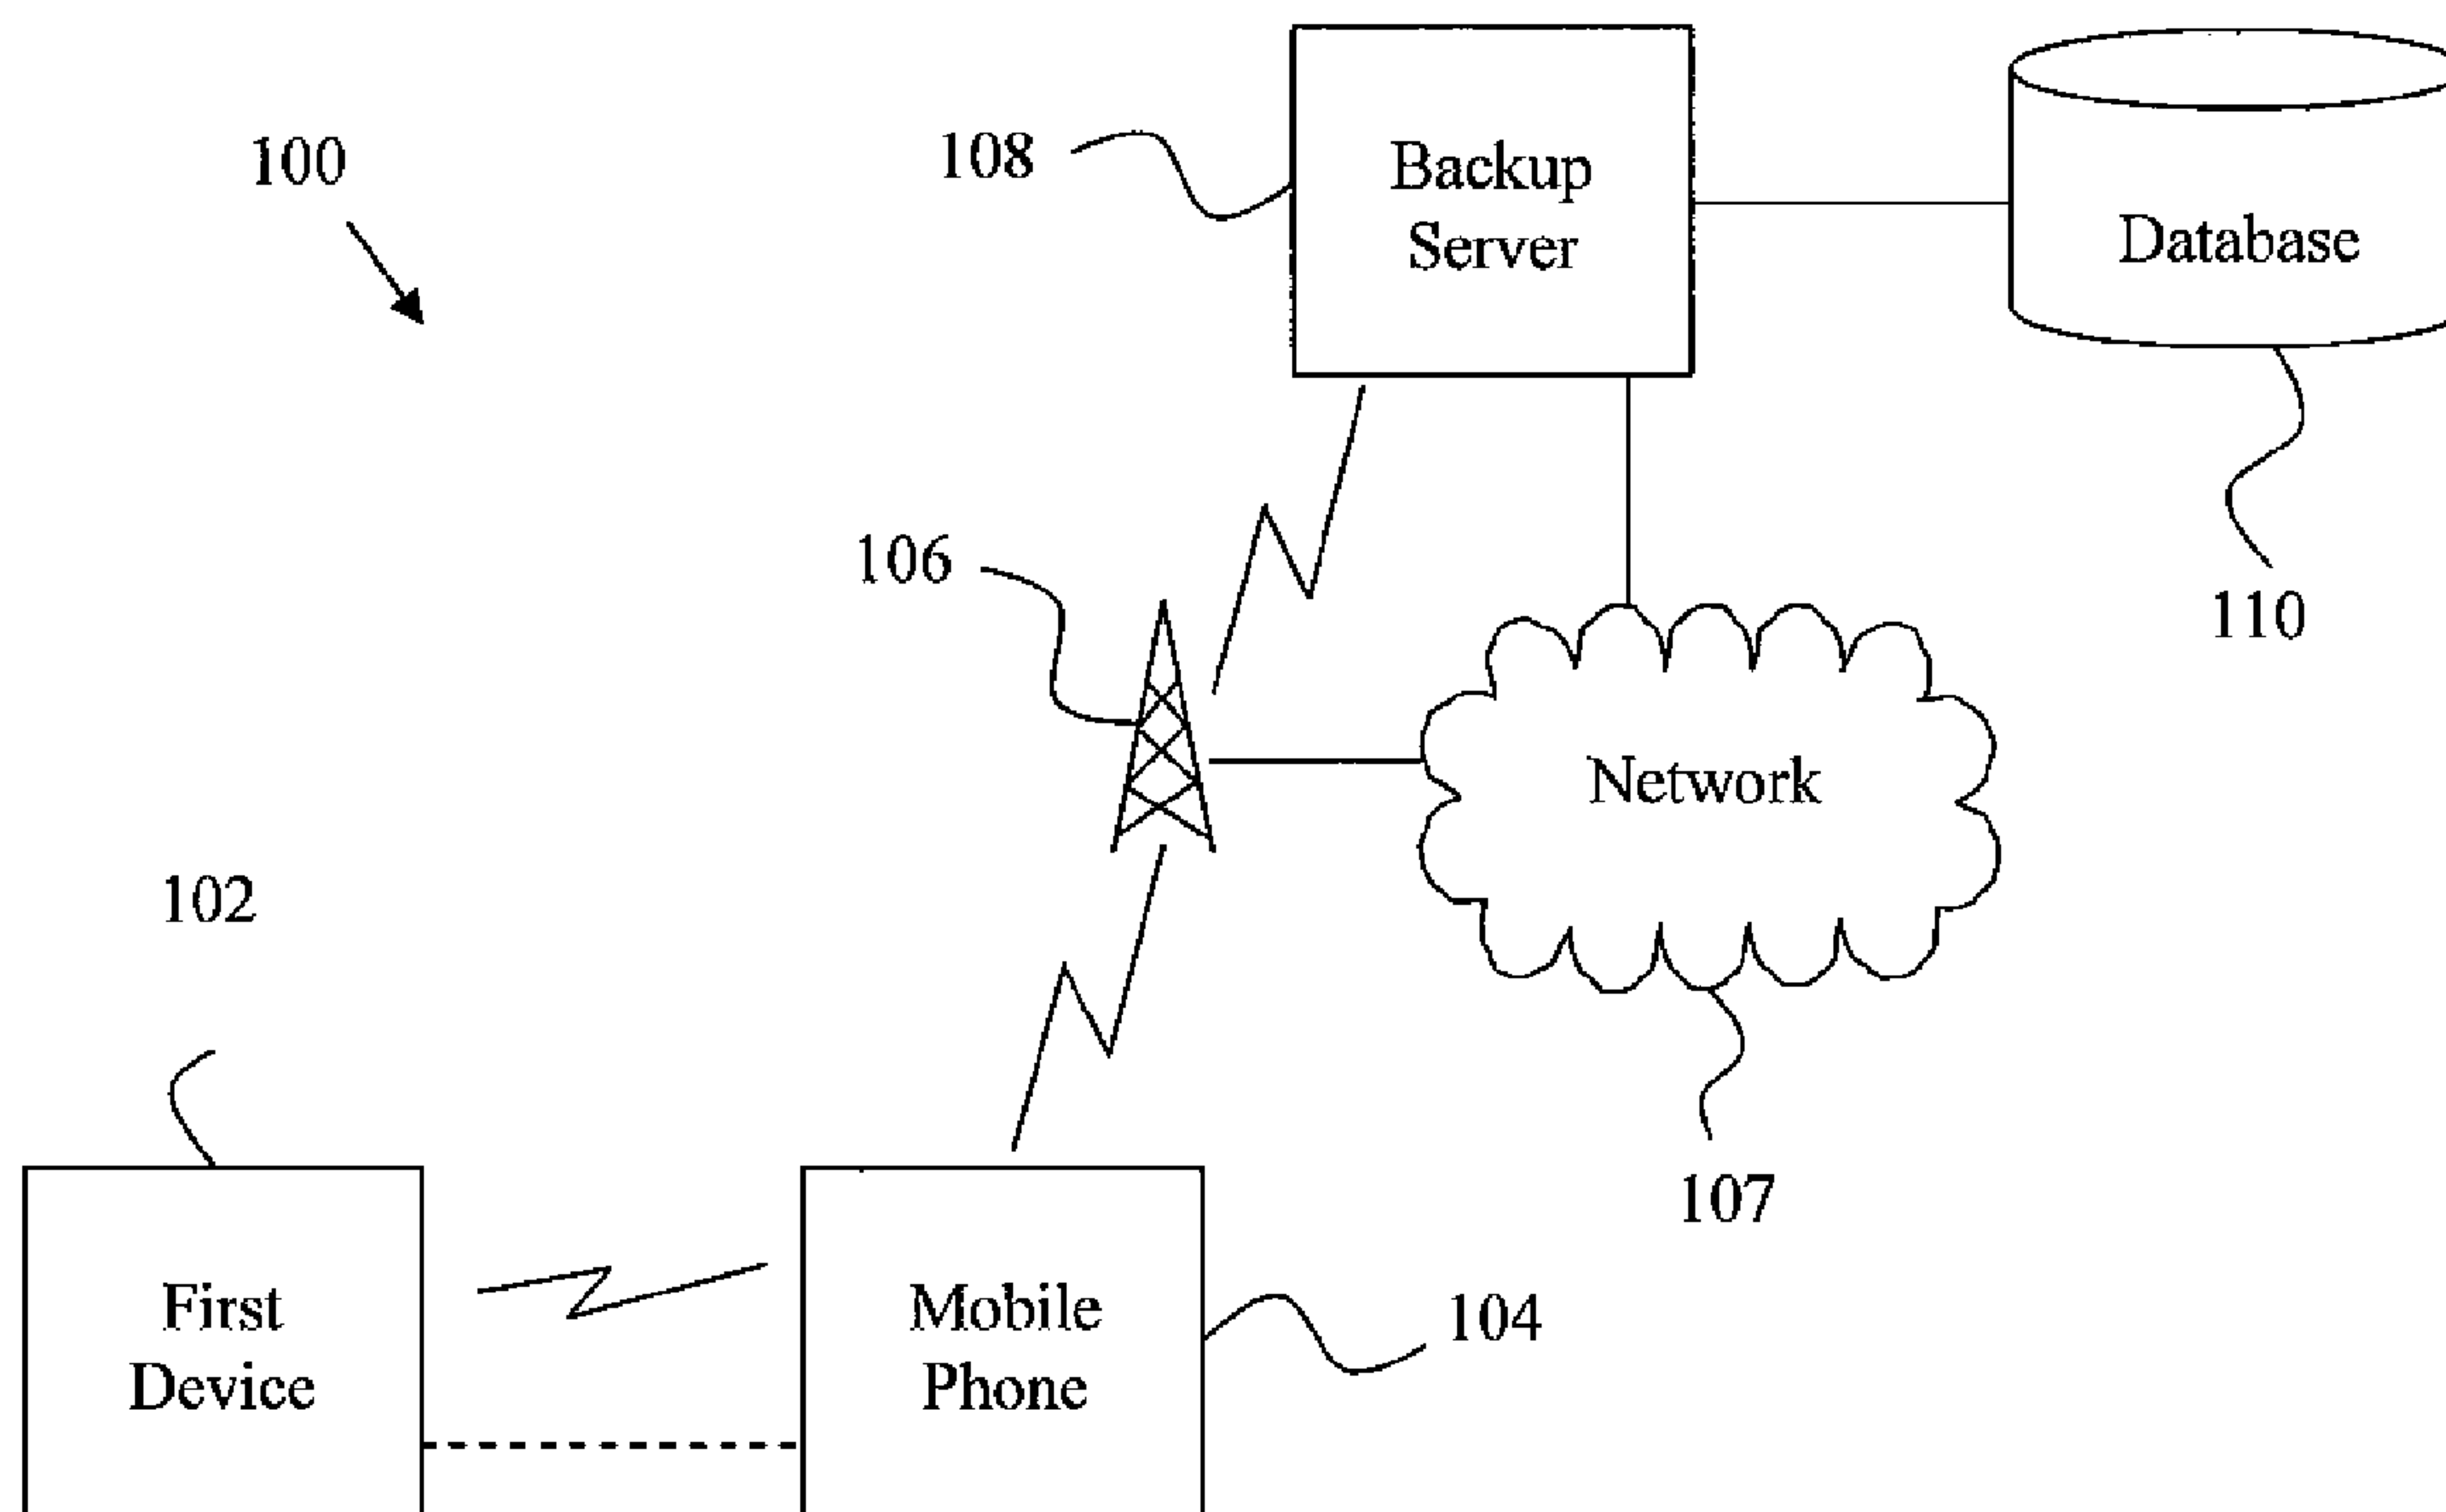 100
108
Backup
Server
Database
106
110
Network
102
107
First
Device
Mobile
Phone
104